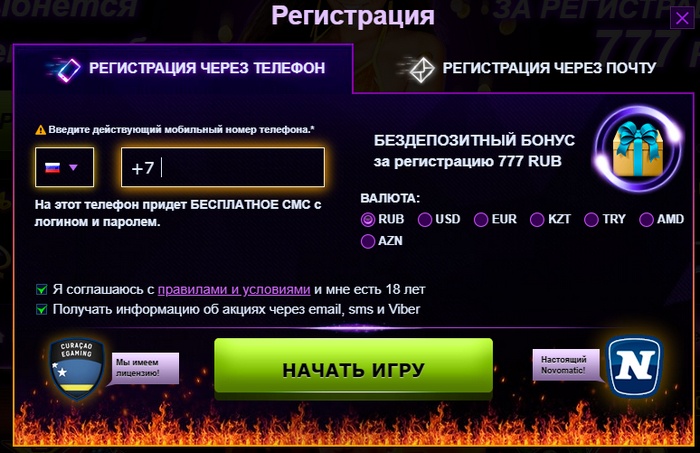 Регистрация
ЗА РЕГИСТР
777 R
РЕГИСТРАЦИЯ ЧЕРЕЗ ТЕЛЕФОН
РЕГИСТРАЦИЯ ЧЕРЕЗ ПОЧТУ
Введите действующий мобильный номер телефона.*
+7
На этот телефон придет БЕСПЛАТНОЕ СМС с
логином и паролем.
БЕЗДЕПОЗИТНЫЙ БОНУС
за регистрацию 777 RUB
ВАЛЮТА:
RUB USD EUR KZT TRY AMD
AZN
Я соглашаюсь с правилами и условиями и мне есть 18 лет
Получать информацию об акциях через email, sms и Viber
CURAÇAO
EGAMING
Мы имеем
лицензию!
НАЧАТЬ ИГРУ
Настоящий
Novomatic!
N